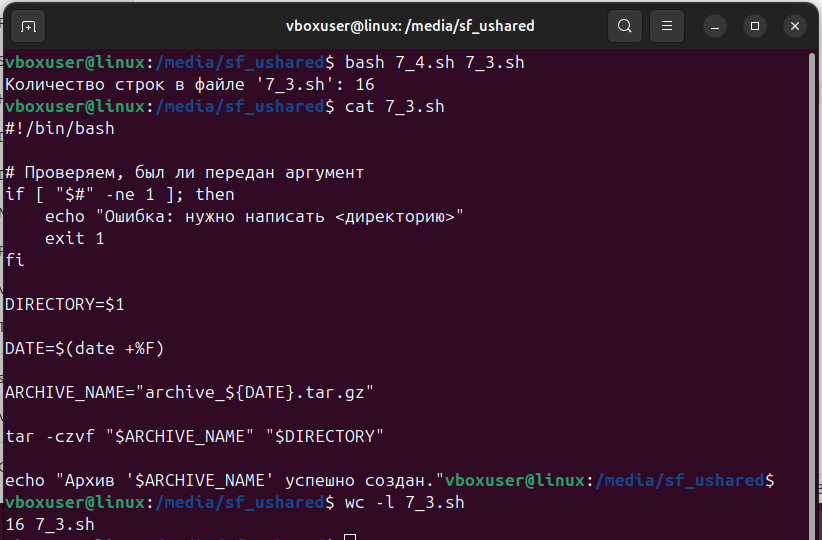 vboxuser@linux: /media/sf_ushared
vboxuser@linux:/media/sf_ushared$ bash 7_4.sh 7_3.sh
Количество строк в файле '7_3.sh': 16
vboxuser@linux:/media/sf_ushared$ cat 7_3.sh
#!/bin/bash
# Проверяем, был ли передан аргумент
if [ "$#" -ne 1 ]; then
    echo "Ошибка: нужно написать <директорию>"
    exit 1
fi
DIRECTORY=$1
DATE=$(date +%F)
ARCHIVE_NAME="archive_${DATE}.tar.gz"
tar -czvf "$ARCHIVE_NAME" "$DIRECTORY"
echo "Архив '$ARCHIVE_NAME' успешно создан."vboxuser@linux:/media/sf_ushared$
vboxuser@linux:/media/sf_ushared$ wc -l 7_3.sh
16 7_3.sh